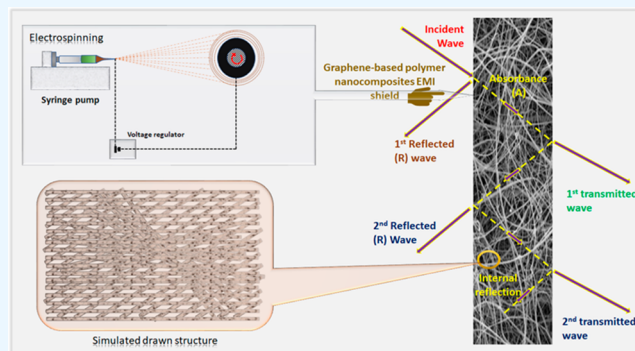 Electrospinning
Syringe pump
Voltage regulator
Incident
Wave
Graphene-based polymer
nanocomposites EMI
shield
Absorbance
(A)
1st Reflected
(R) wave
1st transmitted
wave
2nd Reflected
(R) Wave
Internal
reflection
2nd transmitted
wave
Simulated drawn structure